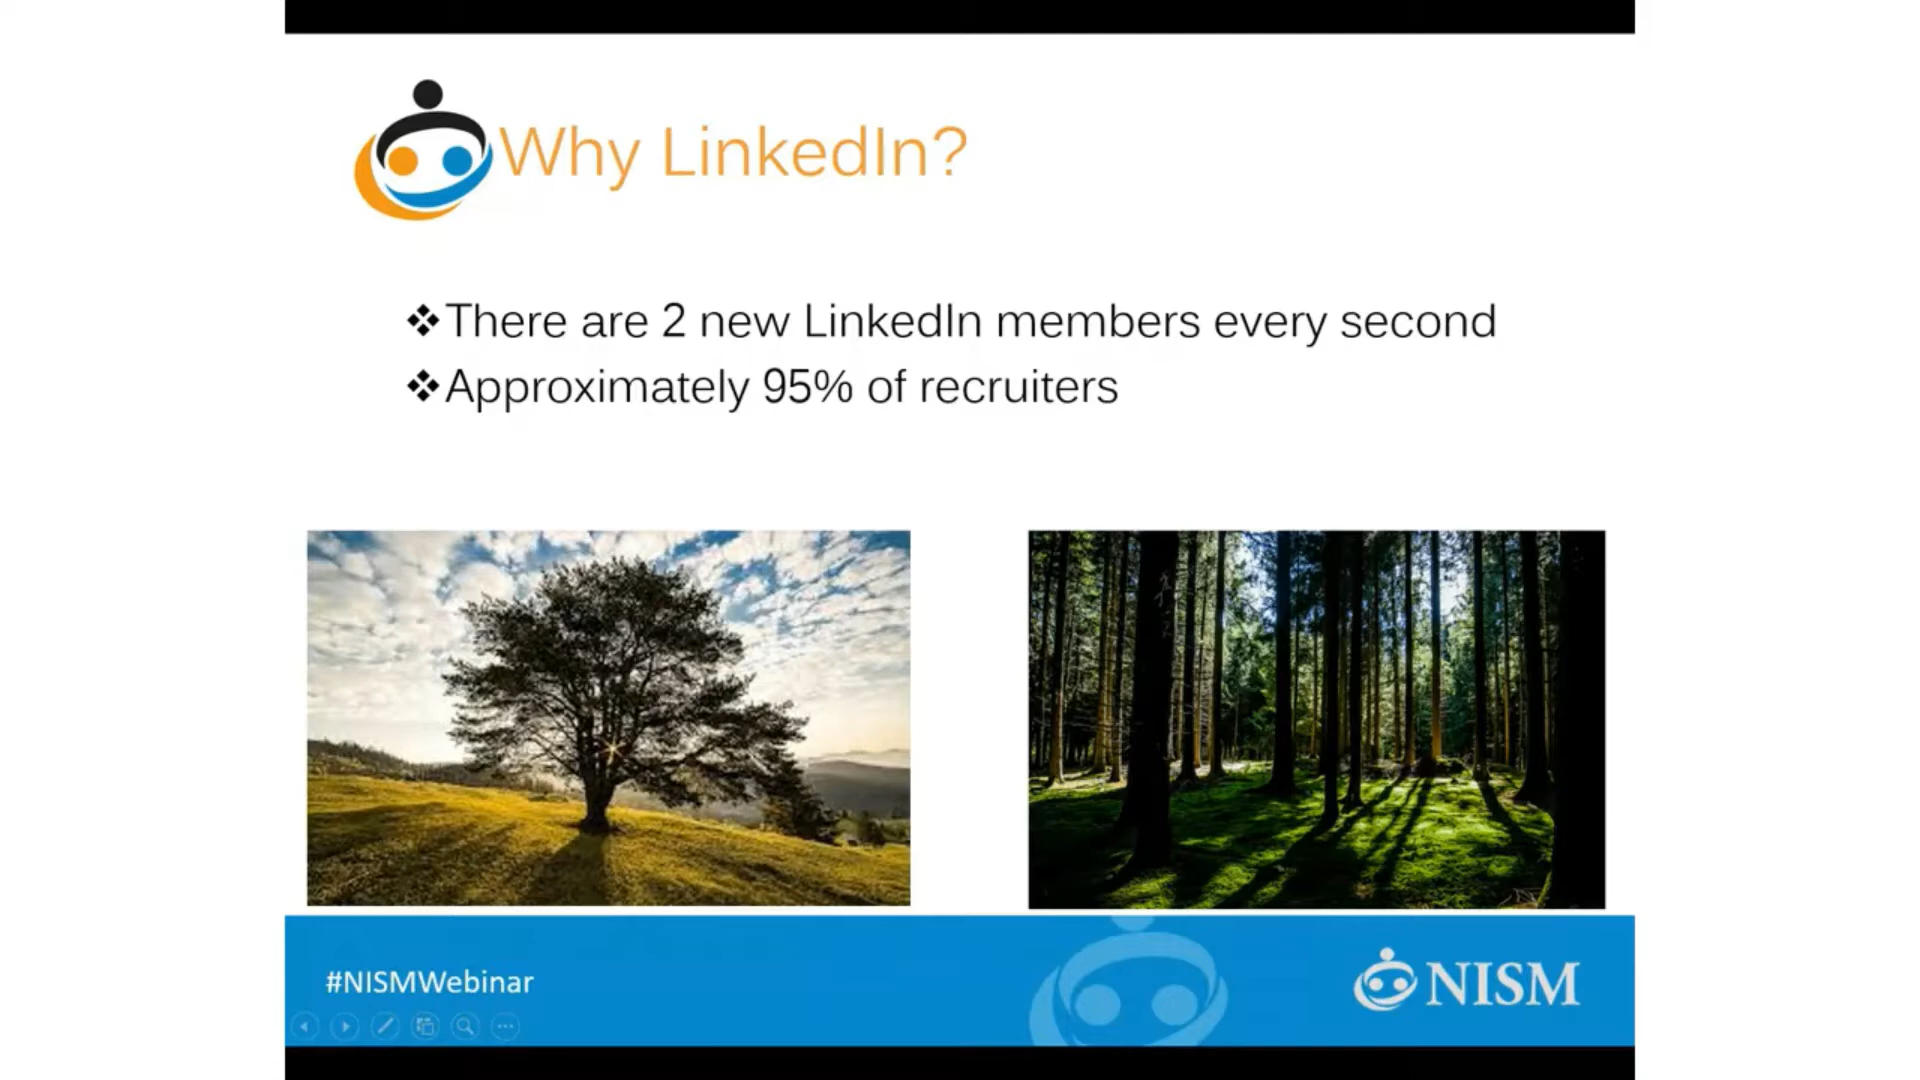 Why LinkedIn?
❖There are 2 new LinkedIn members every second
❖Approximately 95% of recruiters
#NISMWebinar
NISM